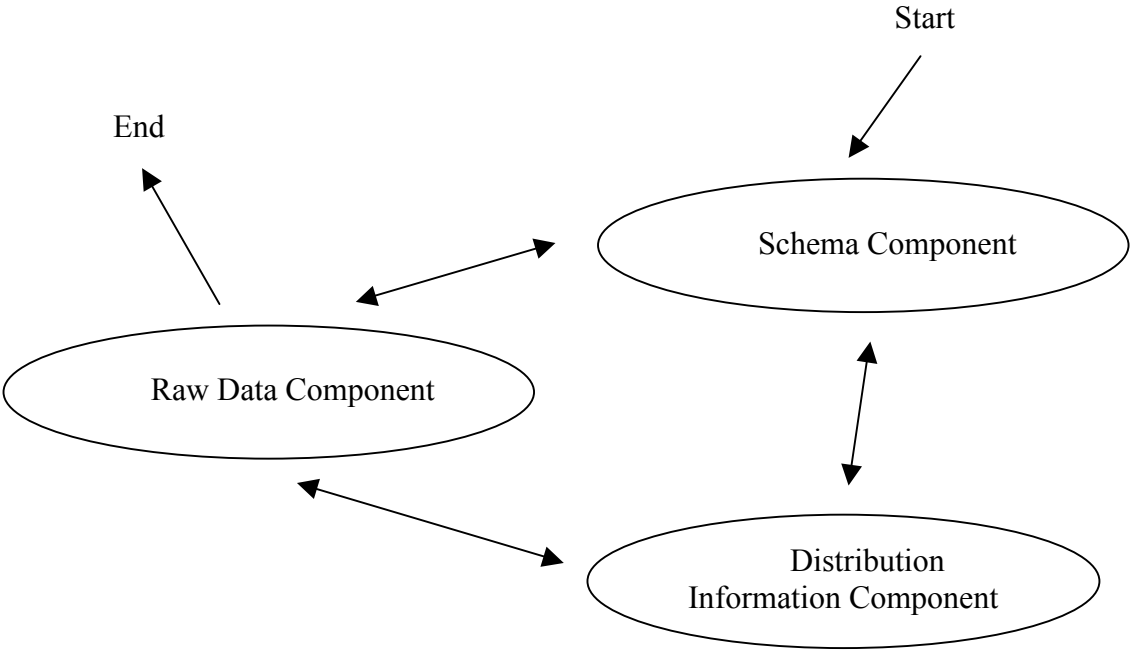 Start
End
Schema Component
Raw Data Component
Distribution
Information Component